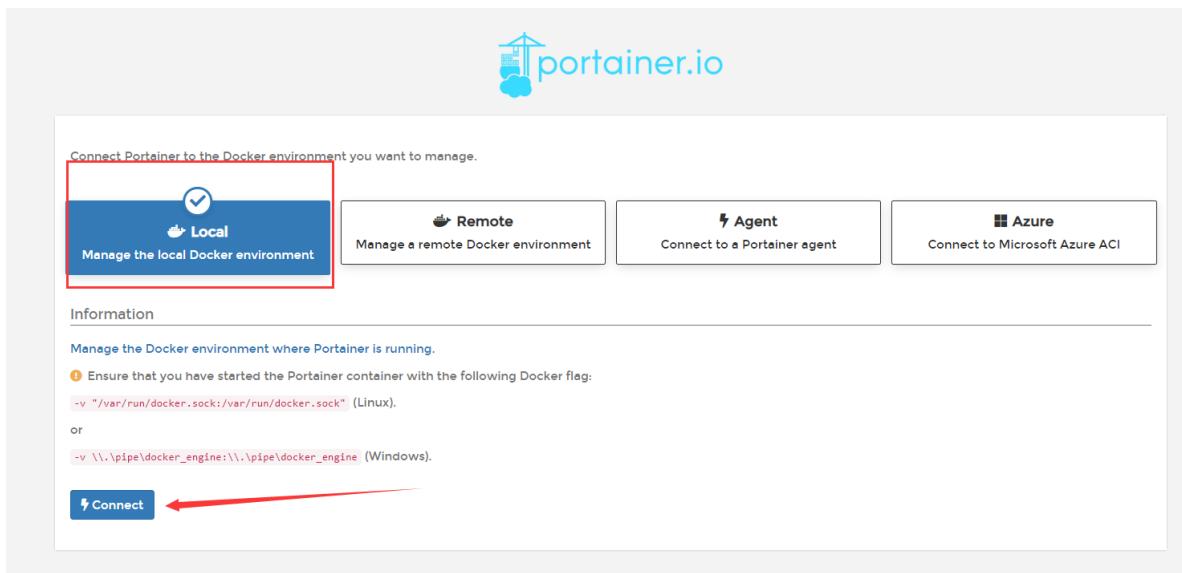 portainer.io
Connect Portainer to the Docker environment you want to manage.
Local
Manage the local Docker environment
Remote
Manage a remote Docker environment
Agent
Connect to a Portainer agent
Azure
Connect to Microsoft Azure ACI
Information
Manage the Docker environment where Portainer is running.
Ensure that you have started the Portainer container with the following Docker flag:
-v "/var/run/docker.sock:/var/run/docker.sock" (Linux).
or
-v \\.\pipe\docker_engine:\\.\pipe\docker_engine (Windows).
Connect